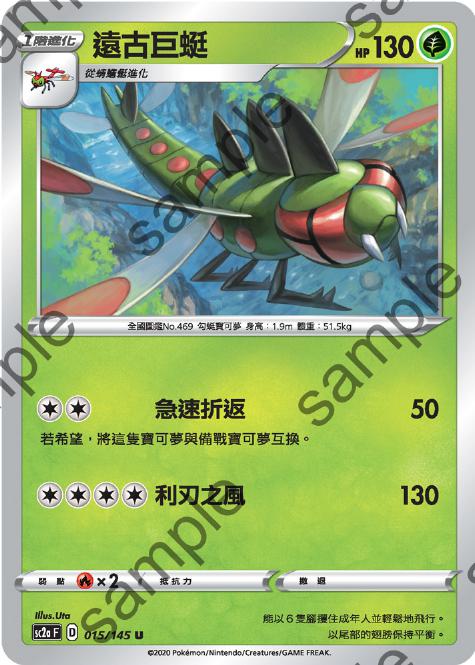 1階進化
遠古巨蜓
HP 130
從蜻蜻蜓進化
全國圖鑑No.469 勾蜓寶可夢 身高：1.9m 體重：51.5kg
急速折返 50
若希望，將這隻寶可夢與備戰寶可夢互換。
利刃之風 130
弱點 ×2 抵抗力 撤退
Illus.Uta
sc2a F D 015/145 U
能以6隻腳摟住成年人並輕鬆地飛行。
以尾部的翅膀保持平衡。
©2020 Pokémon/Nintendo/Creatures/GAME FREAK.
sample
sample
sample
sample
sample
sample
sample